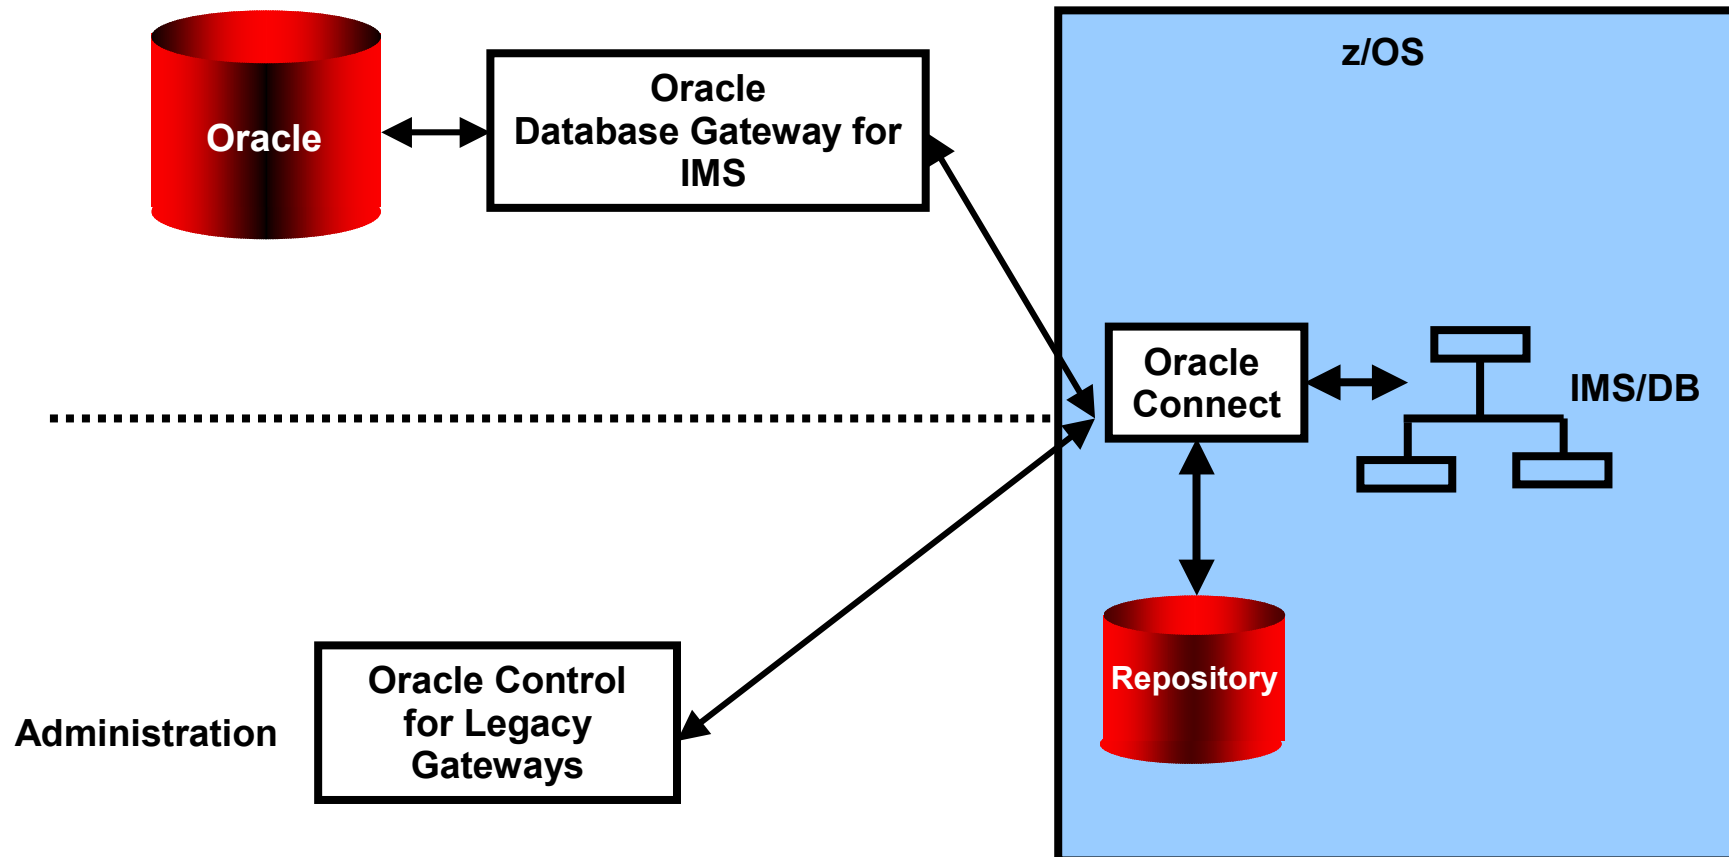 z/OS
Oracle
Oracle
Database Gateway for
IMS
Oracle
Connect
IMS/DB
Repository
Administration
Oracle Control
for Legacy
Gateways